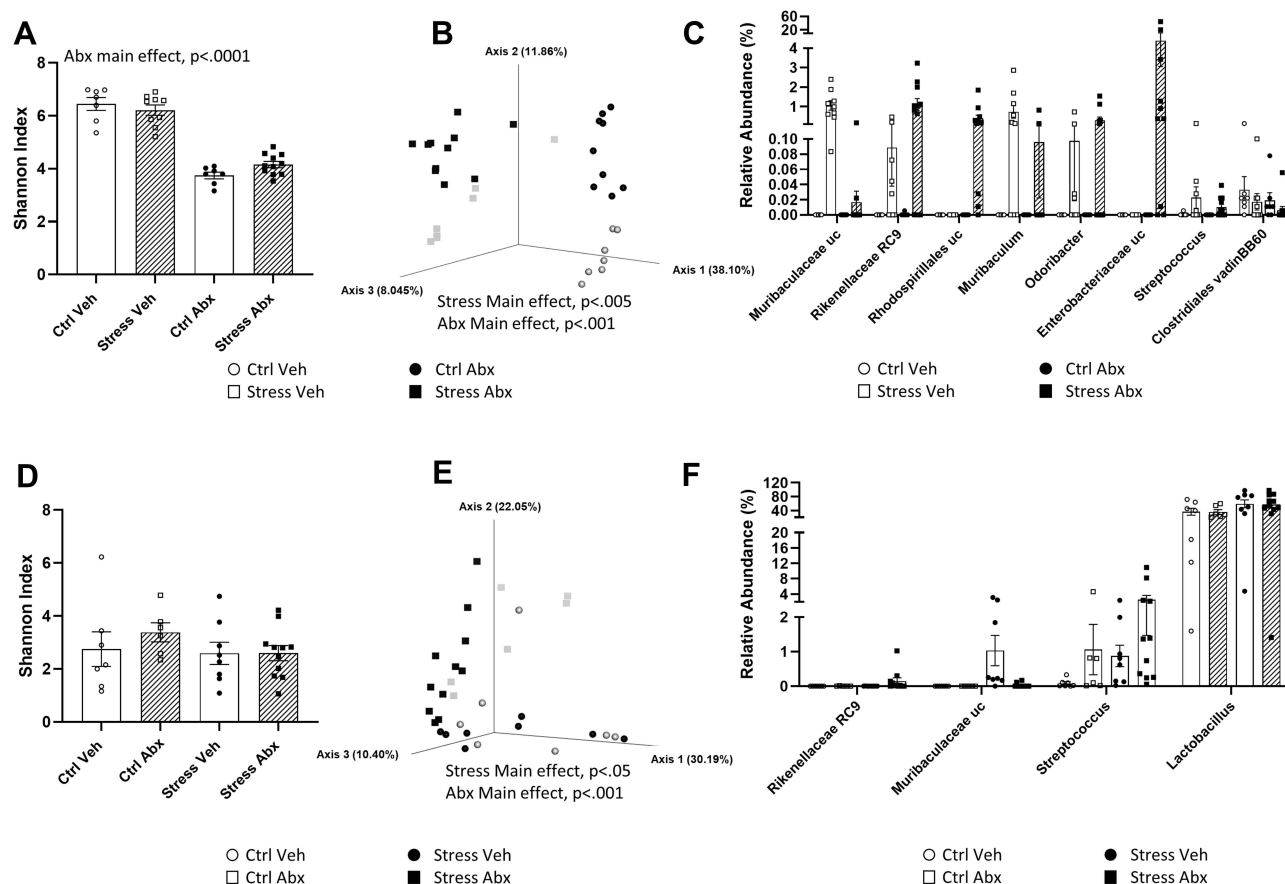 A
Abx main effect, p<.0001
Shannon Index
8
6
4
2
0
Ctrl Veh
Stress Veh
Ctrl Abx
Stress Abx
B
Axis 2 (11.86%)
Axis 1 (38.10%)
Axis 3 (8.045%)
Stress Main effect, p<.005
Abx Main effect, p<.001
C
Relative Abundance (%)
60
40
20
4
3
2
1
0.10
0.08
0.06
0.04
0.02
0.00
Muribaculaceae uc
Rikenellaceae RC9
Rhodospirillales uc
Muribaculum
Odoribacter
Enterobacteriaceae uc
Streptococcus
Clostridiales vadinBB60
Ctrl Veh
Stress Veh
Ctrl Abx
Stress Abx
Ctrl Veh
Stress Veh
Ctrl Abx
Stress Abx
D
Shannon Index
8
6
4
2
0
Ctrl Veh
Ctrl Abx
Stress Veh
Stress Abx
E
Axis 2 (22.05%)
Axis 3 (10.40%)
Axis 1 (30.19%)
Stress Main effect, p<.05
Abx Main effect, p<.001
F
Relative Abundance (%)
120
80
40
20
16
12
8
4
2
1
0
Rikenellaceae RC9
Muribaculaceae uc
Streptococcus
Lactobacillus
Ctrl Veh
Ctrl Abx
Stress Veh
Stress Abx
Ctrl Veh
Ctrl Abx
Stress Veh
Stress Abx